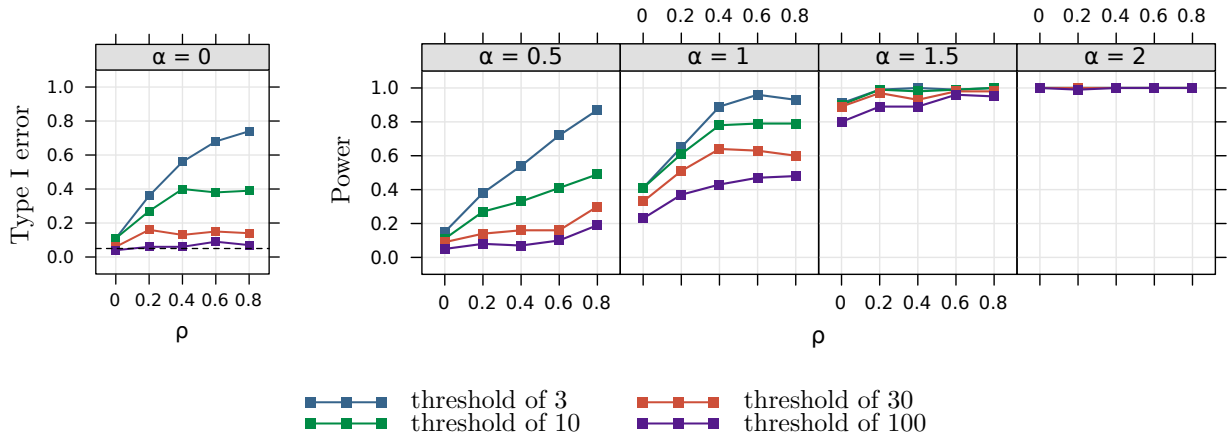 0 0.2 0.4 0.6 0.8 0 0.2 0.4 0.6 0.8
α = 0 α = 0.5 α = 1 α = 1.5 α = 2
Type I error
1.0
0.8
0.6
0.4
0.2
0.0
Power
1.0
0.8
0.6
0.4
0.2
0.0
0 0.2 0.4 0.6 0.8 0 0.2 0.4 0.6 0.8 0 0.2 0.4 0.6 0.8
ρ ρ
threshold of 3 threshold of 30
threshold of 10 threshold of 100